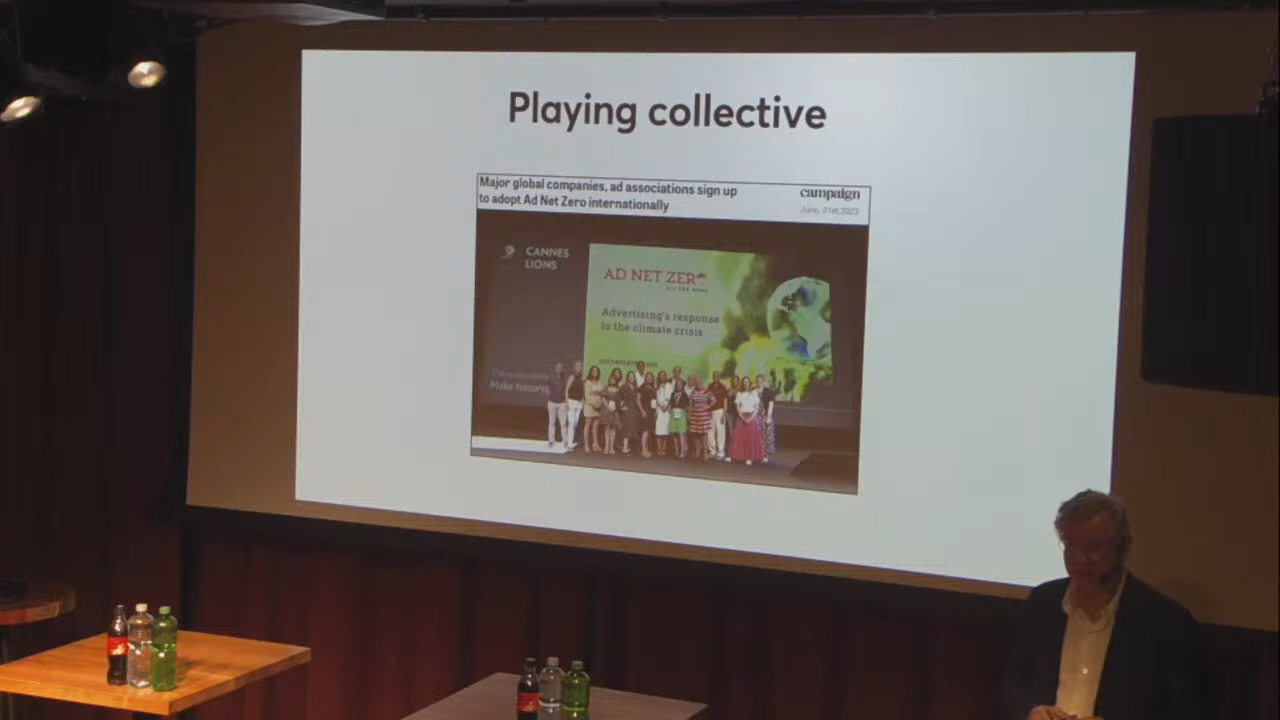 Playing collective
Major global companies, ad associations sign up
to adopt Ad Net Zero internationally
campaign
June, 21st,2022
CANNES
LIONS
AD NET ZERO
Advertising's response
to the climate crisis
Make history